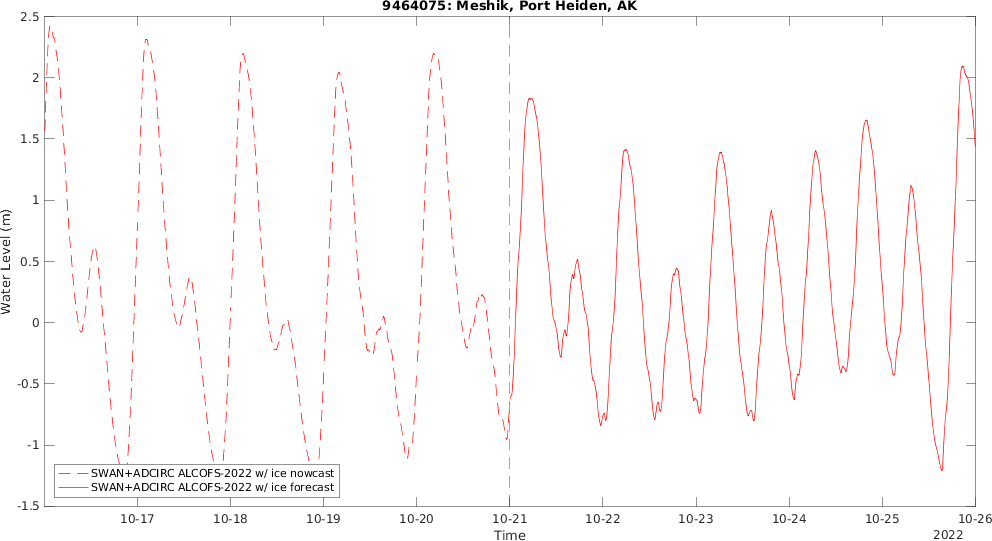 9464075: Meshik, Port Heiden, AK
Water Level (m)
2.5
2
1.5
1
0.5
0
-0.5
-1
-1.5
SWAN+ADCIRC ALCOFS-2022 w/ ice nowcast
SWAN+ADCIRC ALCOFS-2022 w/ ice forecast
10-17 10-18 10-19 10-20 10-21 10-22 10-23 10-24 10-25 10-26
Time
2022